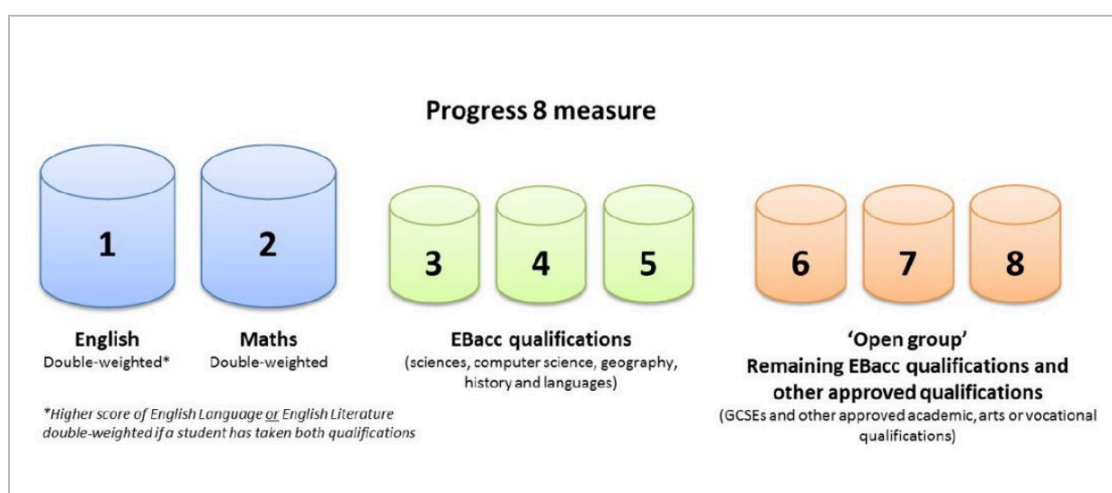 Progress 8 measure
1
2
3
4
5
6
7
8
English
Double-weighted*
Maths
Double-weighted
*Higher score of English Language or English Literature
double-weighted if a student has taken both qualifications
EBacc qualifications
(sciences, computer science, geography,
history and languages)
‘Open group’
Remaining EBacc qualifications and
other approved qualifications
(GCSEs and other approved academic, arts or vocational
qualifications)